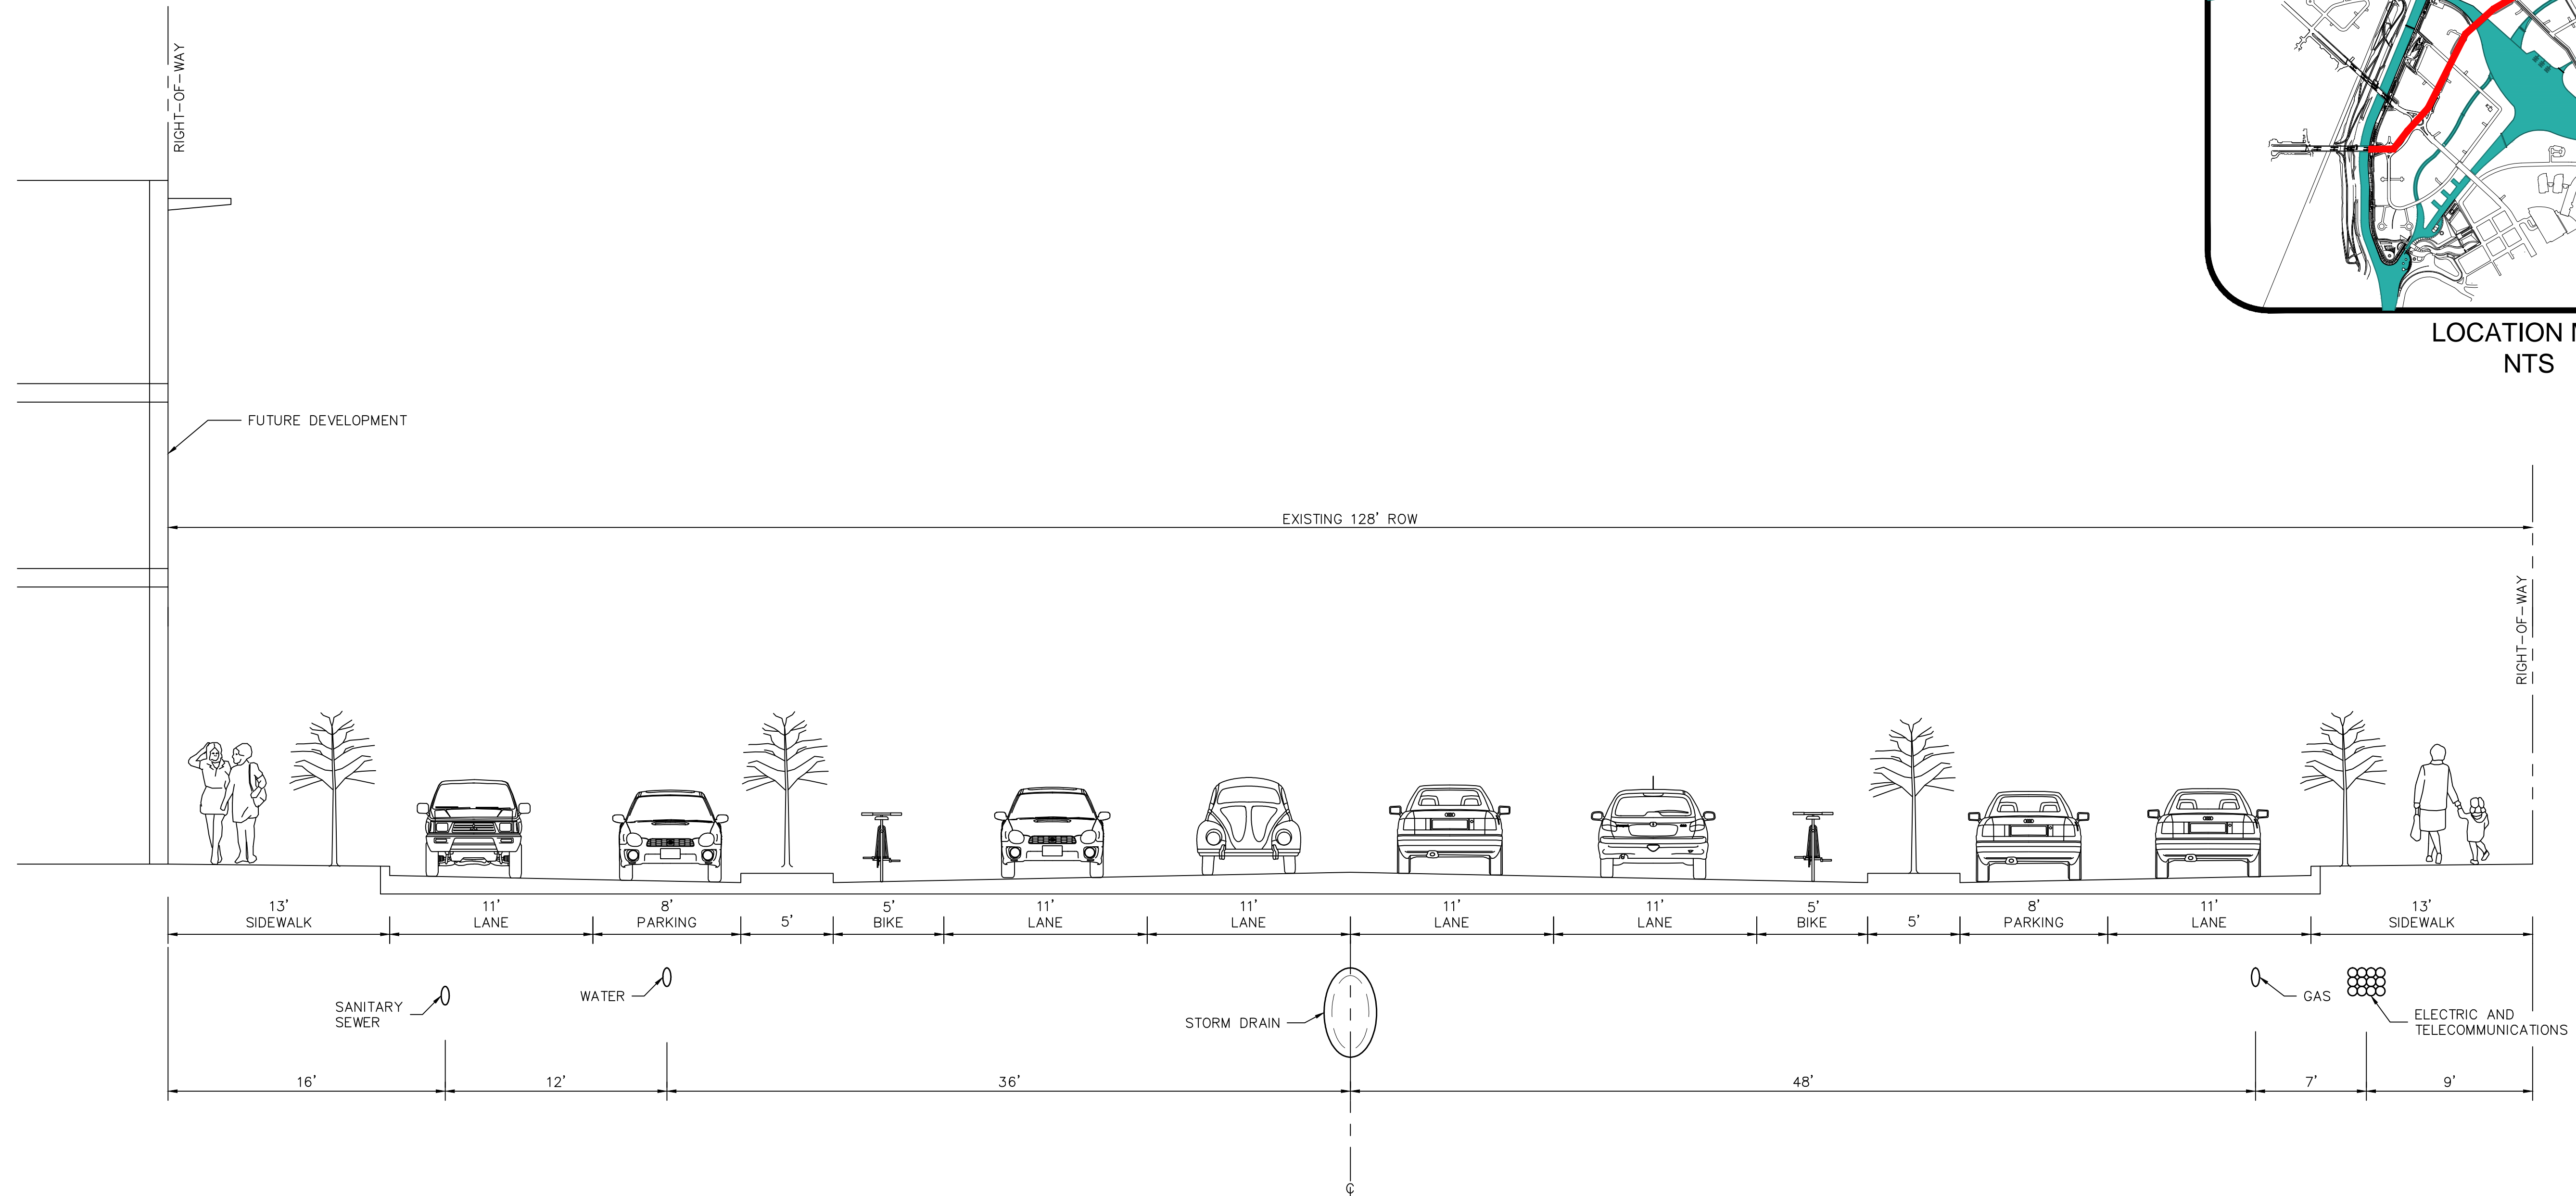 RIGHT-OF-WAY
LOCATION
NTS
FUTURE DEVELOPMENT
EXISTING 128' ROW
RIGHT-OF-WAY
13' 11' 8' 5' 11' 11' 11' 11' 5' 8' 11' 13'
SIDEWALK LANE PARKING 5' BIKE LANE LANE LANE LANE BIKE 5' PARKING LANE SIDEWALK
SANITARY
SEWER
WATER
STORM DRAIN
GAS
ELECTRIC AND
TELECOMMUNICATIONS
16' 12' 36' 48' 7' 9'
℄